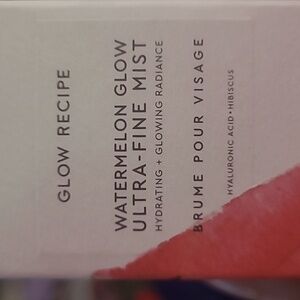 GLOW RECIPE
WATERMELON GLOW
ULTRA-FINE MIST
HYDRATING + GLOWING RADIANCE
BRUME POUR VISAGE
HYALURONIC ACID • HIBISCUS